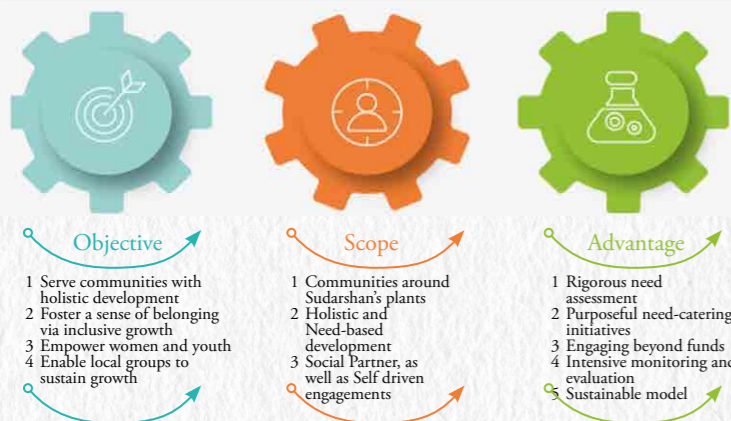 Objective
1 Serve communities with
holistic development
2 Foster a sense of belonging
via inclusive growth
3 Empower women and youth
4 Enable local groups to
sustain growth
Scope
1 Communities around
Sudarshan’s plants
2 Holistic and
Need-based
development
3 Social Partner, as
well as Self driven
engagements
Advantage
1 Rigorous need
assessment
2 Purposeful need-catering
initiatives
3 Engaging beyond funds
4 Intensive monitoring and
evaluation
5 Sustainable model